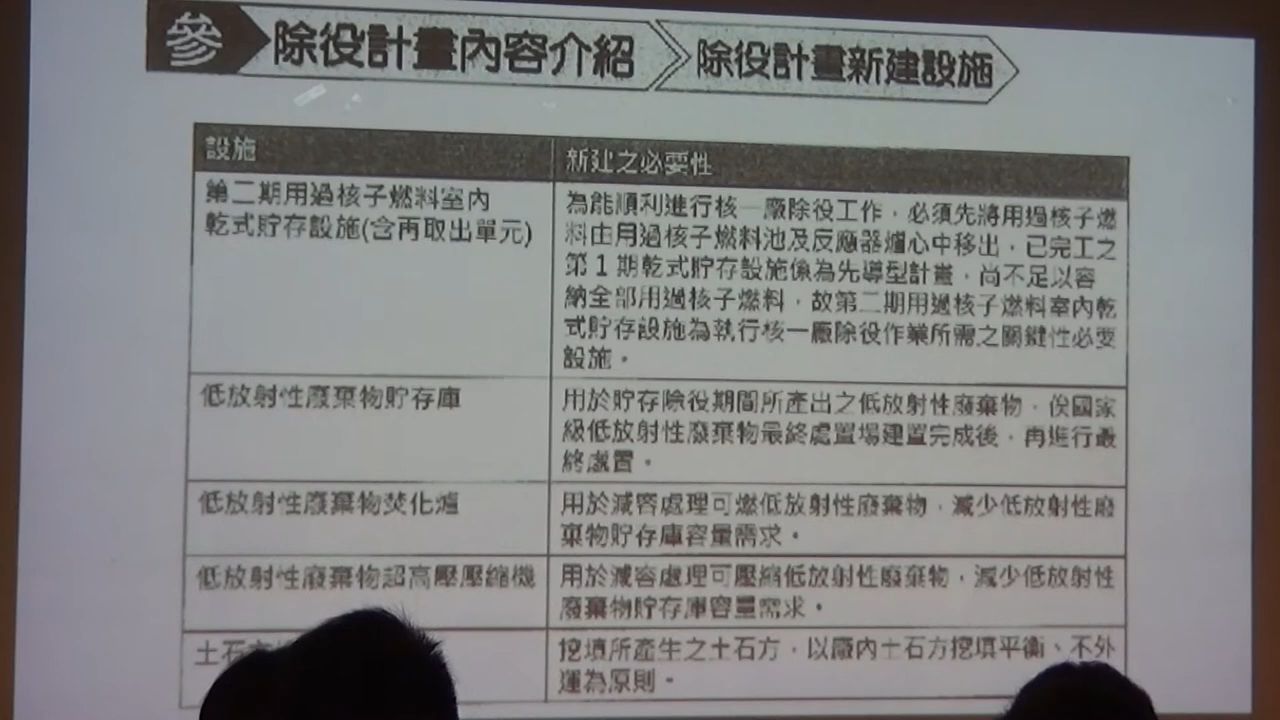 參 除役計畫內容介紹 除役計畫新建設施
設施 新建之必要性
第二期用過核子燃料室內
乾式貯存設施(含再取出單元)
為能順利進行核一廠除役工作，必須先將用過核子燃
料由用過核子燃料池及反應器爐心中移出，已完工之
第1期乾式貯存設施係為先導型計畫，尚不足以容
納全部用過核子燃料，故第二期用過核子燃料室內乾
式貯存設施為執行核一廠除役作業所需之關鍵性必要
設施。
低放射性廢棄物貯存庫
用於貯存除役期間所產出之低放射性廢棄物，俟國家
級低放射性廢棄物最終處置場建置完成後，再進行最
終處置。
低放射性廢棄物焚化爐
用於減容處理可燃低放射性廢棄物，減少低放射性廢
棄物貯存庫容量需求。
低放射性廢棄物超高壓壓縮機
用於減容處理可壓縮低放射性廢棄物，減少低放射性
廢棄物貯存庫容量需求。
土石
挖填所產生之土石方，以廠內土石方挖填平衡、不外
運為原則。